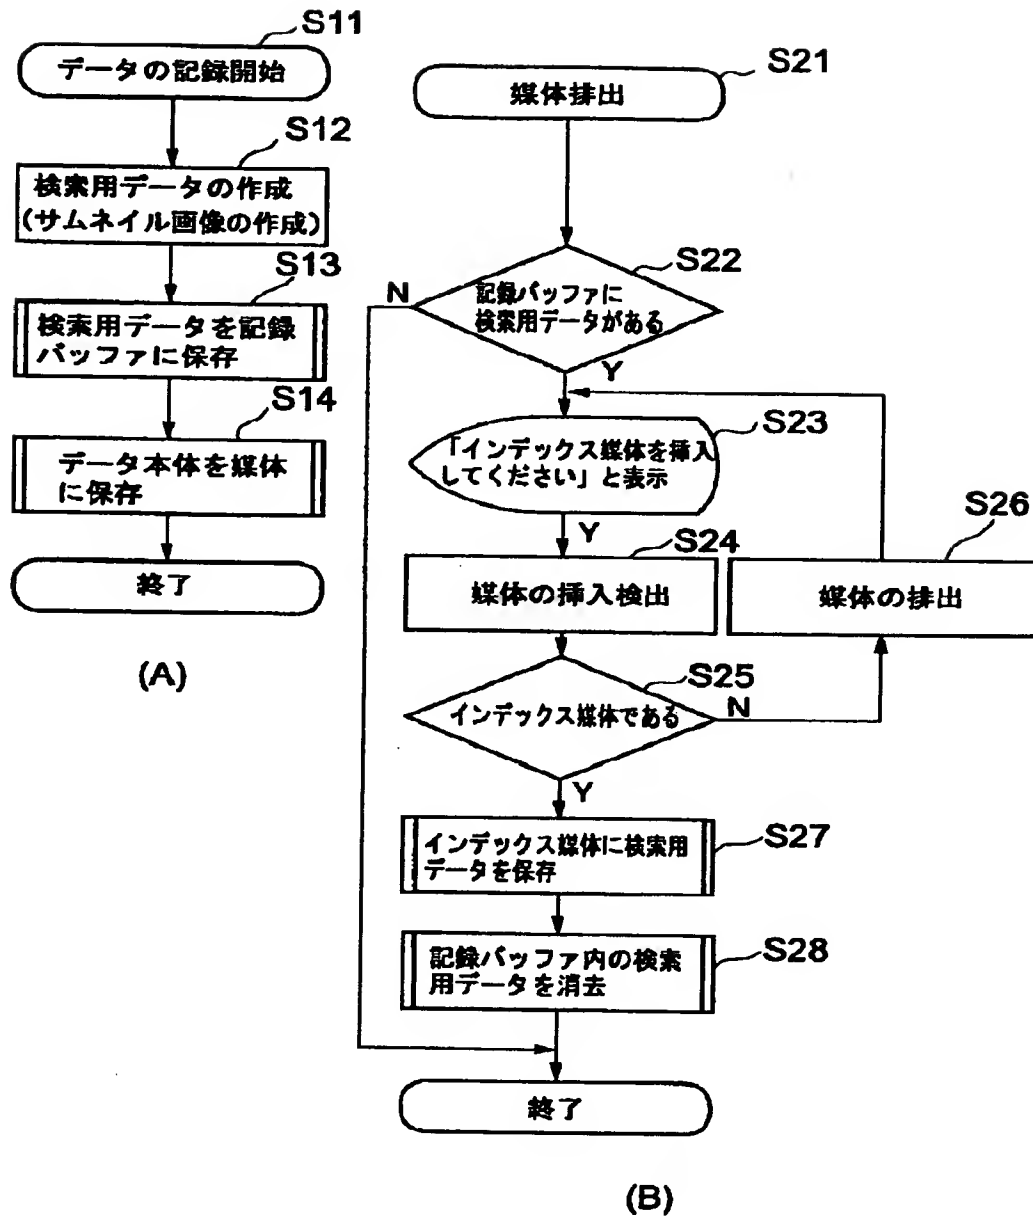 S11
データの記録開始
S12
検索用データの作成
(サムネイル画像の作成)
S13
検索用データを記録
バッファに保存
S14
データ本体を媒体
に保存
終了
(A)
S21
媒体排出
S22
N
記録バッファに
検索用データがある
Y
S23
「インデックス媒体を挿入
してください」と表示
Y
S24
媒体の挿入検出
S26
媒体の排出
S25
インデックス媒体である
N
Y
S27
インデックス媒体に検索用
データを保存
S28
記録バッファ内の検索
用データを消去
終了
(B)